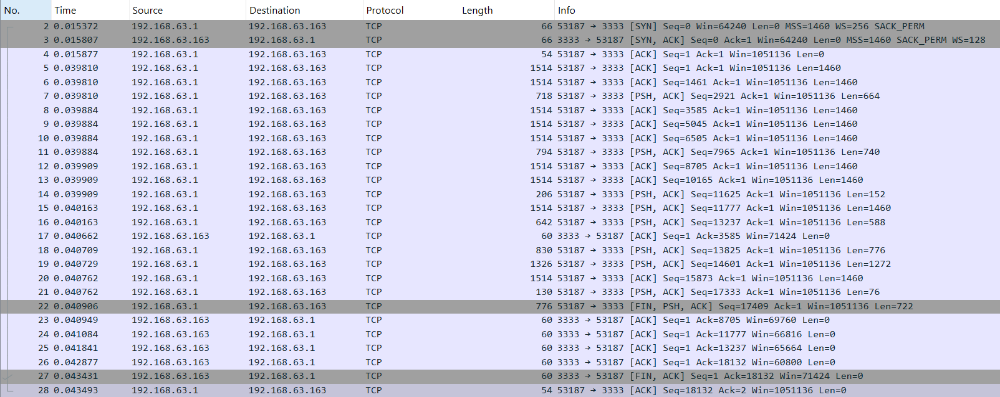 No. Time Source Destination Protocol Length Info
2 0.015372 192.168.63.1 192.168.63.163 TCP 66 53187 → 3333 [SYN] Seq=0 Win=64240 Len=0 MSS=1460 WS=256 SACK_PERM
3 0.015807 192.168.63.163 192.168.63.1 TCP 66 3333 → 53187 [SYN, ACK] Seq=0 Ack=1 Win=64240 Len=0 MSS=1460 SACK_PERM WS=128
4 0.015877 192.168.63.1 192.168.63.163 TCP 54 53187 → 3333 [ACK] Seq=1 Ack=1 Win=1051136 Len=0
5 0.039810 192.168.63.1 192.168.63.163 TCP 1514 53187 → 3333 [ACK] Seq=1 Ack=1 Win=1051136 Len=1460
6 0.039810 192.168.63.1 192.168.63.163 TCP 1514 53187 → 3333 [ACK] Seq=1461 Ack=1 Win=1051136 Len=1460
7 0.039810 192.168.63.1 192.168.63.163 TCP 718 53187 → 3333 [PSH, ACK] Seq=2921 Ack=1 Win=1051136 Len=664
8 0.039884 192.168.63.1 192.168.63.163 TCP 1514 53187 → 3333 [ACK] Seq=3585 Ack=1 Win=1051136 Len=1460
9 0.039884 192.168.63.1 192.168.63.163 TCP 1514 53187 → 3333 [ACK] Seq=5045 Ack=1 Win=1051136 Len=1460
10 0.039884 192.168.63.1 192.168.63.163 TCP 1514 53187 → 3333 [ACK] Seq=6505 Ack=1 Win=1051136 Len=1460
11 0.039884 192.168.63.1 192.168.63.163 TCP 794 53187 → 3333 [PSH, ACK] Seq=7965 Ack=1 Win=1051136 Len=740
12 0.039909 192.168.63.1 192.168.63.163 TCP 1514 53187 → 3333 [ACK] Seq=8705 Ack=1 Win=1051136 Len=1460
13 0.039909 192.168.63.1 192.168.63.163 TCP 1514 53187 → 3333 [ACK] Seq=10165 Ack=1 Win=1051136 Len=1460
14 0.039909 192.168.63.1 192.168.63.163 TCP 206 53187 → 3333 [PSH, ACK] Seq=11625 Ack=1 Win=1051136 Len=152
15 0.040163 192.168.63.1 192.168.63.163 TCP 1514 53187 → 3333 [PSH, ACK] Seq=11777 Ack=1 Win=1051136 Len=1460
16 0.040163 192.168.63.1 192.168.63.163 TCP 642 53187 → 3333 [PSH, ACK] Seq=13237 Ack=1 Win=1051136 Len=588
17 0.040662 192.168.63.163 192.168.63.1 TCP 60 3333 → 53187 [ACK] Seq=1 Ack=3585 Win=71424 Len=0
18 0.040709 192.168.63.1 192.168.63.163 TCP 830 53187 → 3333 [PSH, ACK] Seq=13825 Ack=1 Win=1051136 Len=776
19 0.040729 192.168.63.1 192.168.63.163 TCP 1326 53187 → 3333 [PSH, ACK] Seq=14601 Ack=1 Win=1051136 Len=1272
20 0.040762 192.168.63.1 192.168.63.163 TCP 1514 53187 → 3333 [ACK] Seq=15873 Ack=1 Win=1051136 Len=1460
21 0.040762 192.168.63.1 192.168.63.163 TCP 130 53187 → 3333 [PSH, ACK] Seq=17333 Ack=1 Win=1051136 Len=76
22 0.040906 192.168.63.1 192.168.63.163 TCP 776 53187 → 3333 [FIN, PSH, ACK] Seq=17409 Ack=1 Win=1051136 Len=722
23 0.040949 192.168.63.163 192.168.63.1 TCP 60 3333 → 53187 [ACK] Seq=1 Ack=8705 Win=69760 Len=0
24 0.041084 192.168.63.163 192.168.63.1 TCP 60 3333 → 53187 [ACK] Seq=1 Ack=11777 Win=66816 Len=0
25 0.041841 192.168.63.163 192.168.63.1 TCP 60 3333 → 53187 [ACK] Seq=1 Ack=13237 Win=65664 Len=0
26 0.042877 192.168.63.163 192.168.63.1 TCP 60 3333 → 53187 [ACK] Seq=1 Ack=18132 Win=60800 Len=0
27 0.043431 192.168.63.163 192.168.63.1 TCP 60 3333 → 53187 [FIN, ACK] Seq=1 Ack=18132 Win=71424 Len=0
28 0.043493 192.168.63.1 192.168.63.163 TCP 54 53187 → 3333 [ACK] Seq=18132 Ack=2 Win=1051136 Len=0